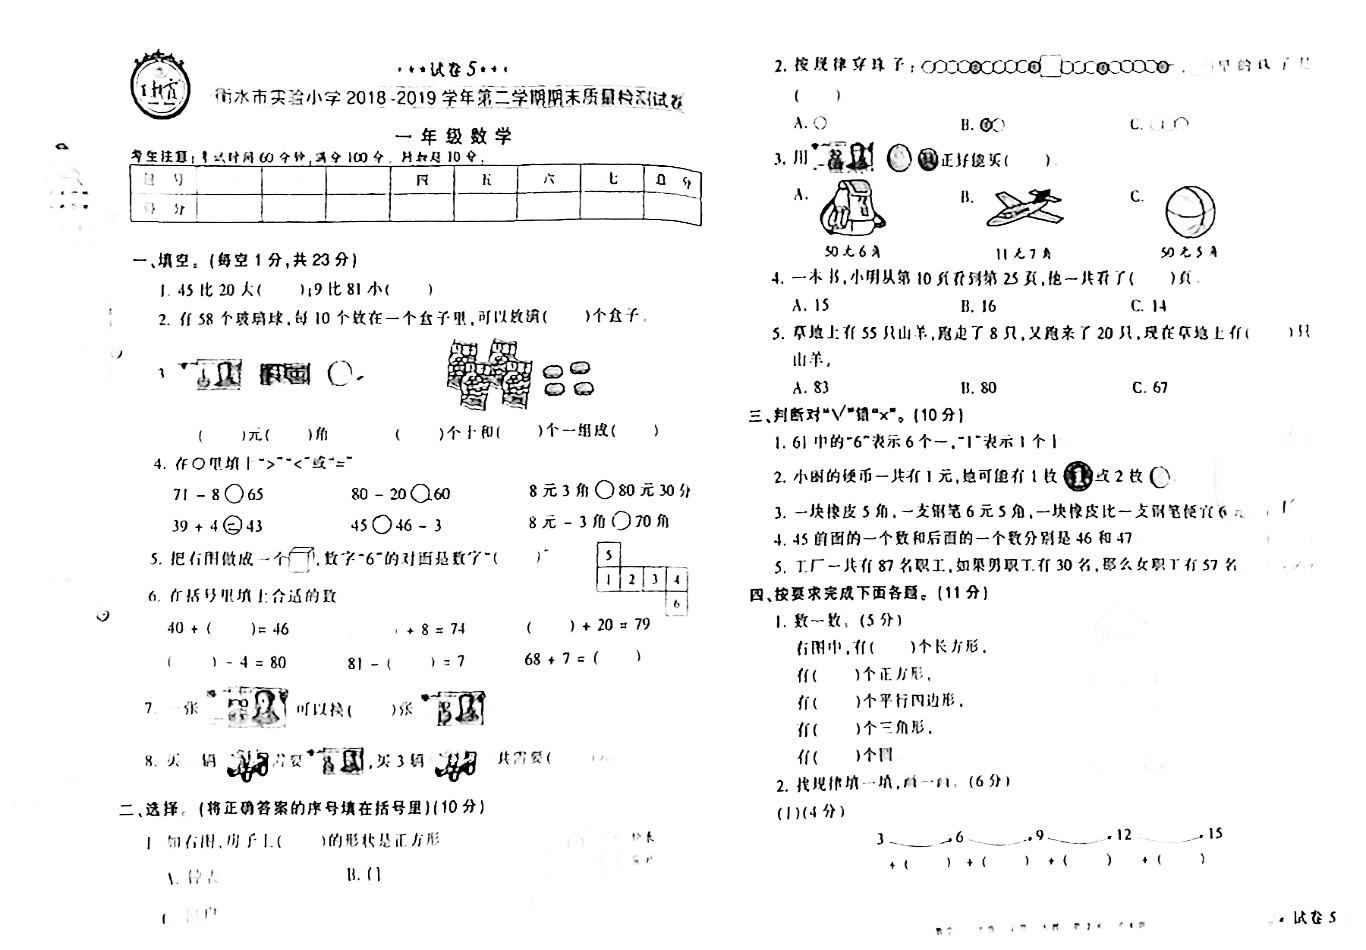 试卷5
衡水市实验小学2018-2019学年第二学期期末质量检测试卷
一年级数学
考生注意:考试时间60分钟,满分100分
题 号 四 五 六 七 总 分
得 分
一、填空。(每空1分,共23分)
1. 45比20大( );9比81小( )
2. 有58个玻璃球,每10个放在一个盒子里,可以放满( )个盒子。
3
( )元( )角 ( )个十和( )个一组成( )
4. 在○里填上“>”“<”或“=”
71-8○65 80-20○60 8元3角○80元30分
39+4=43 45○46-3 8元-3角○70角
5. 把右图做成一个 ,数字“6”的对面是数字“( )”
5
1 2 3 4
6
6. 在括号里填上合适的数
40+( )=46 +8=74 ( )+20=79
( )-4=80 81-( )=7 68+7=( )
7. 一张 可以换( )张
8. 买一辆 需要 ,买3辆 共需要(
二、选择。(将正确答案的序号填在括号里)(10分)
1 如右图,房子上( )的形状是正方形
A. B. 门
2. 按规律穿珠子: 里的珠子是
( )
A. B. C.
3. 用 正好能买( )
A. B. C.
50元6角 11元7角 50元5角
4. 一本书,小明从第10页看到第25页,他一共看了( )页.
A. 15 B. 16 C. 14
5. 草地上有55只山羊,跑走了8只,又跑来了20只,现在草地上有( )只
山羊。
A. 83 B. 80 C. 67
三、判断对“√”错“×”。(10分)
1. 61中的“6”表示6个一,“1”表示1个十
2. 小丽的硬币一共有1元,她可能有1枚 或2枚
3. 一块橡皮5角,一支钢笔6元5角,一块橡皮比一支钢笔便宜6元
4. 45前面的一个数和后面的一个数分别是46和47
5. 工厂一共有87名职工,如果男职工有30名,那么女职工有57名
四、按要求完成下面各题。(11分)
1. 数一数。(5分)
右图中,有( )个长方形,
有( )个正方形,
有( )个平行四边形,
有( )个三角形,
有( )个圆
2. 找规律填一填,画一画。(6分)
(1)(4分)
3 6 9 12 15
+( ) +( ) +( ) +( )
试卷5